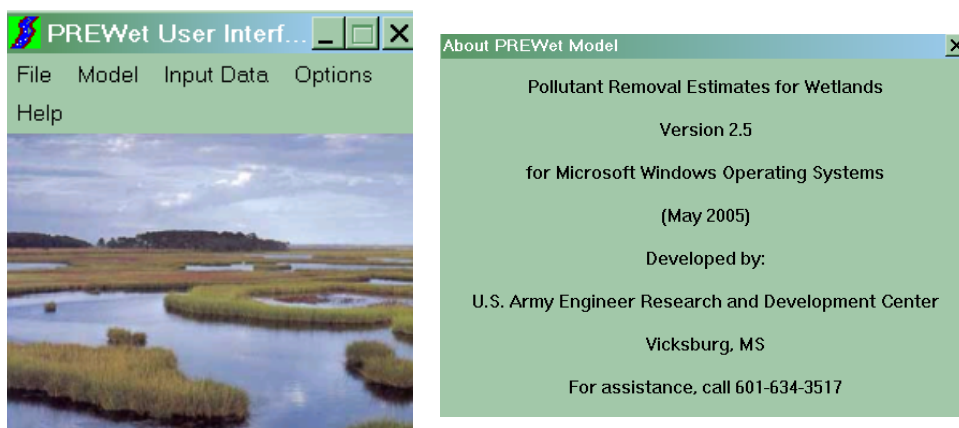 PREWet User Interf...
File Model Input Data Options
Help
About PREWet Model
Pollutant Removal Estimates for Wetlands
Version 2.5
for Microsoft Windows Operating Systems
(May 2005)
Developed by:
U.S. Army Engineer Research and Development Center
Vicksburg, MS
For assistance, call 601-634-3517